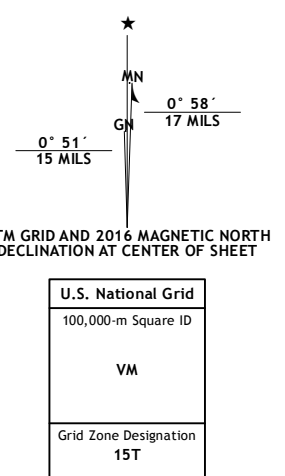 ★
MN
0° 58´
17 MILS
GN
0° 51´
15 MILS
TM GRID AND 2016 MAGNETIC NORTH
DECLINATION AT CENTER OF SHEET
U.S. National Grid
100,000-m Square ID
VM
Grid Zone Designation
15T